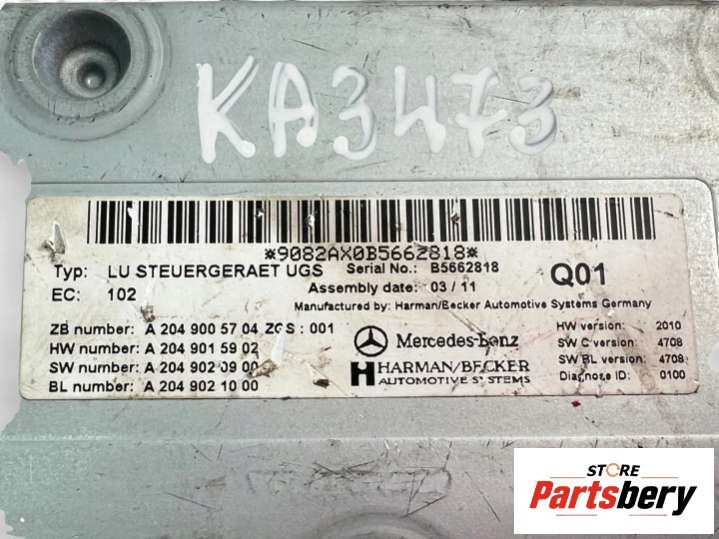 KA3473
*9082AX0B5662818*
Typ: LU STEUERGERAET UGS Serial No.: B5662818 Q01
EC: 102 Assembly date: 03 / 11
Manufactured by: Harman/Becker Automotive Systems Germany
ZB number: A 204 900 57 04 ZGS : 001
HW number: A 204 901 59 02
SW number: A 204 902 09 00
BL number: A 204 902 10 00
Mercedes-Benz
HARMAN/BECKER
AUTOMOTIVE SYSTEMS
HW version: 2010
SW C version: 4708
SW BL version: 4708
Diagnose ID: 0100
STORE
Partsbery